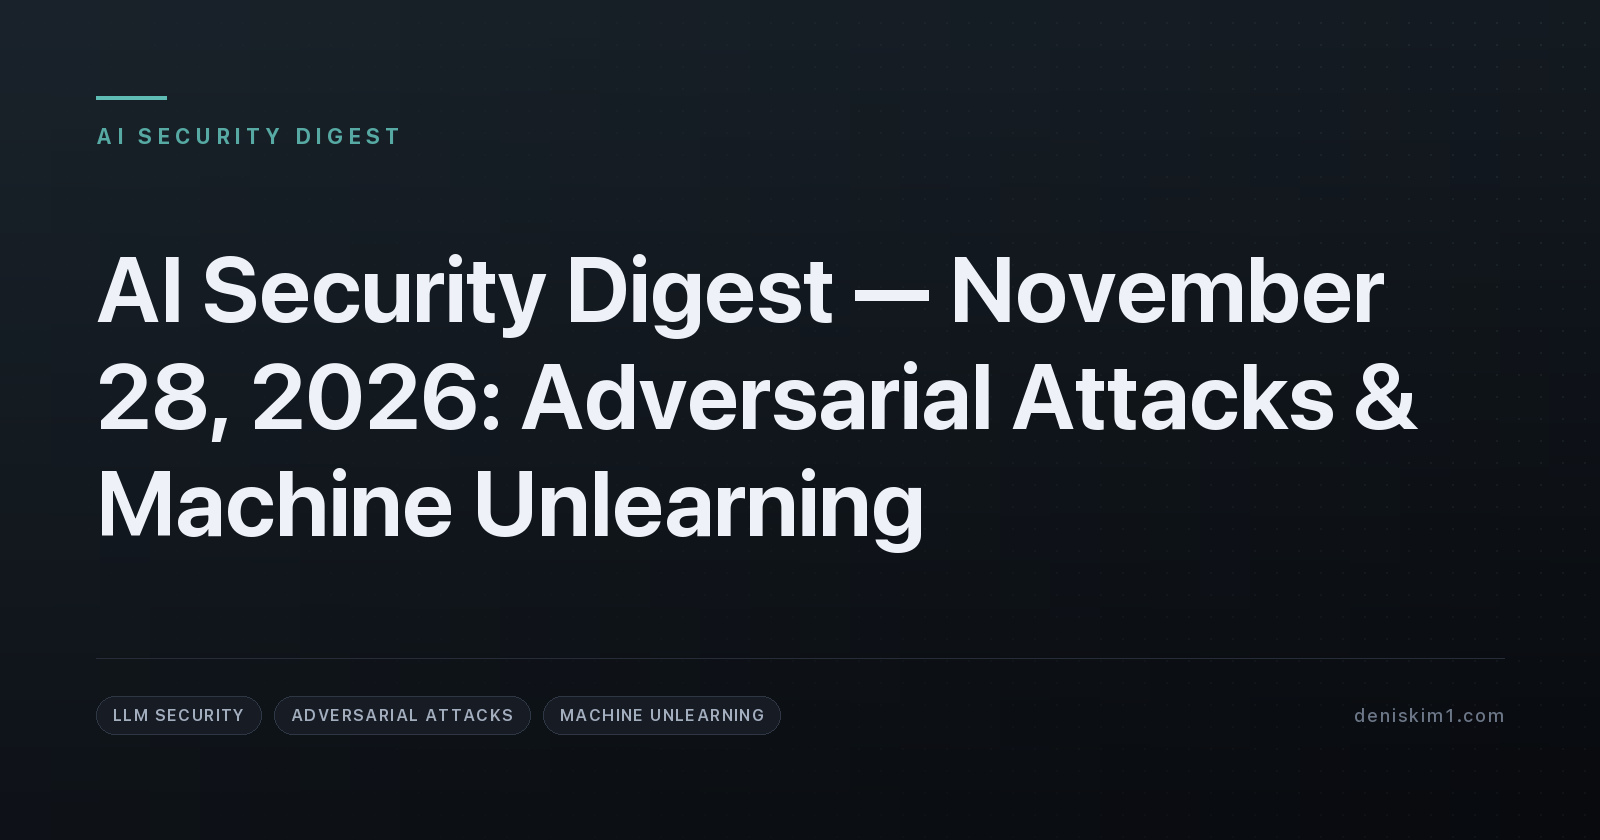 AI SECURITY DIGEST
AI Security Digest — November
28, 2026: Adversarial Attacks &
Machine Unlearning
LLM SECURITY
ADVERSARIAL ATTACKS
MACHINE UNLEARNING
deniskim1.com